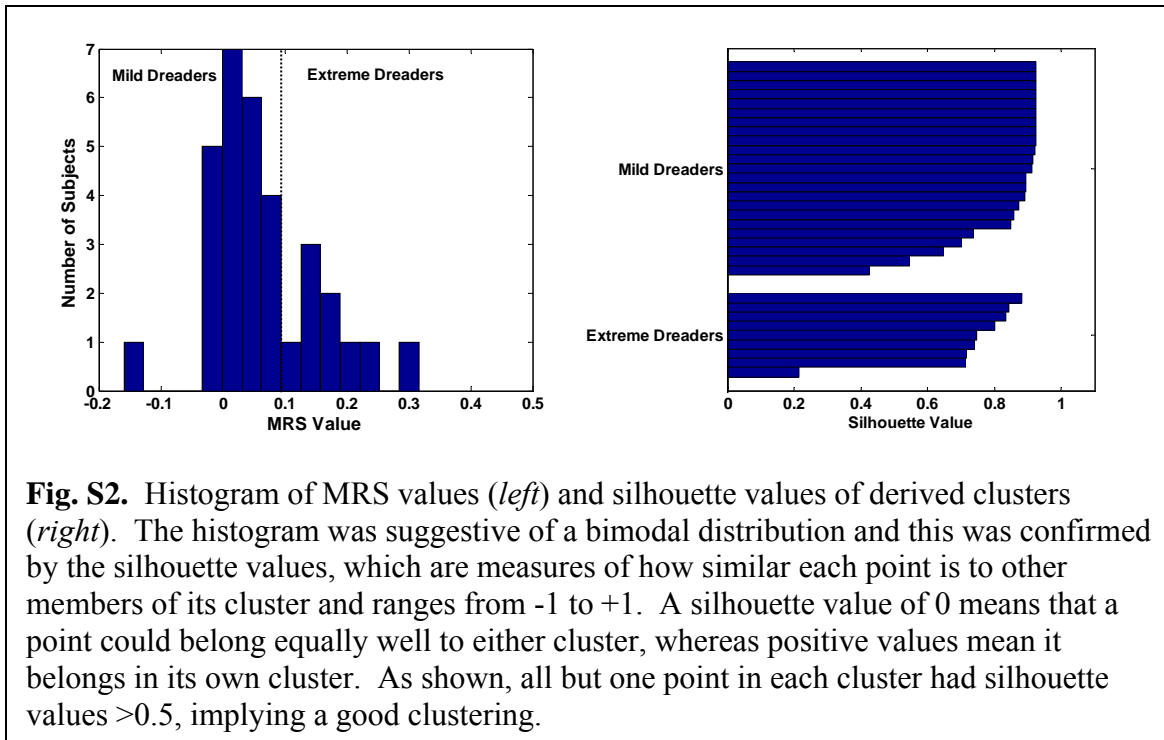 7
6
5
4
3
2
1
0
Number of Subjects
Mild Dreaders
Extreme Dreaders
-0.2 -0.1 0 0.1 0.2 0.3 0.4 0.5
MRS Value
Mild Dreaders
Extreme Dreaders
0 0.2 0.4 0.6 0.8 1
Silhouette Value
Fig. S2. Histogram of MRS values (left) and silhouette values of derived clusters
(right). The histogram was suggestive of a bimodal distribution and this was confirmed
by the silhouette values, which are measures of how similar each point is to other
members of its cluster and ranges from -1 to +1. A silhouette value of 0 means that a
point could belong equally well to either cluster, whereas positive values mean it
belongs in its own cluster. As shown, all but one point in each cluster had silhouette
values >0.5, implying a good clustering.